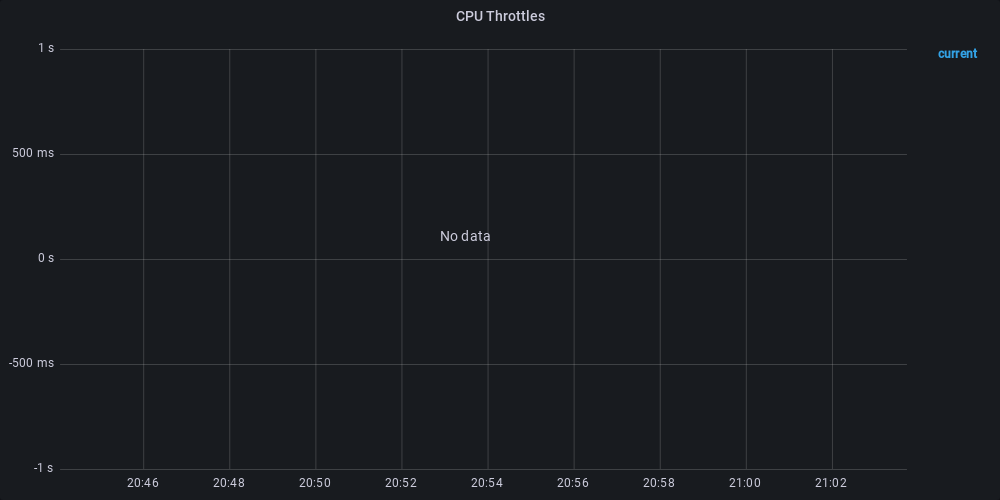 CPU Throttles
1 s
current
500 ms
No data
0 s
-500 ms
-1 s
20:46 20:48 20:50 20:52 20:54 20:56 20:58 21:00 21:02